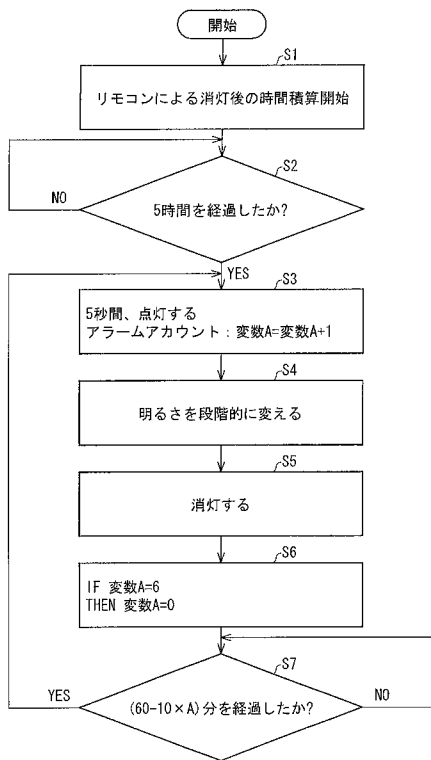 開始
S1
リモコンによる消灯後の時間積算開始
S2
NO
5時間を経過したか?
YES
S3
5秒間、点灯する
アラームアカウント:変数A=変数A+1
S4
明るさを段階的に変える
S5
消灯する
S6
IF 変数A=6
THEN 変数A=0
S7
YES
NO
(60-10×A)分を経過したか?